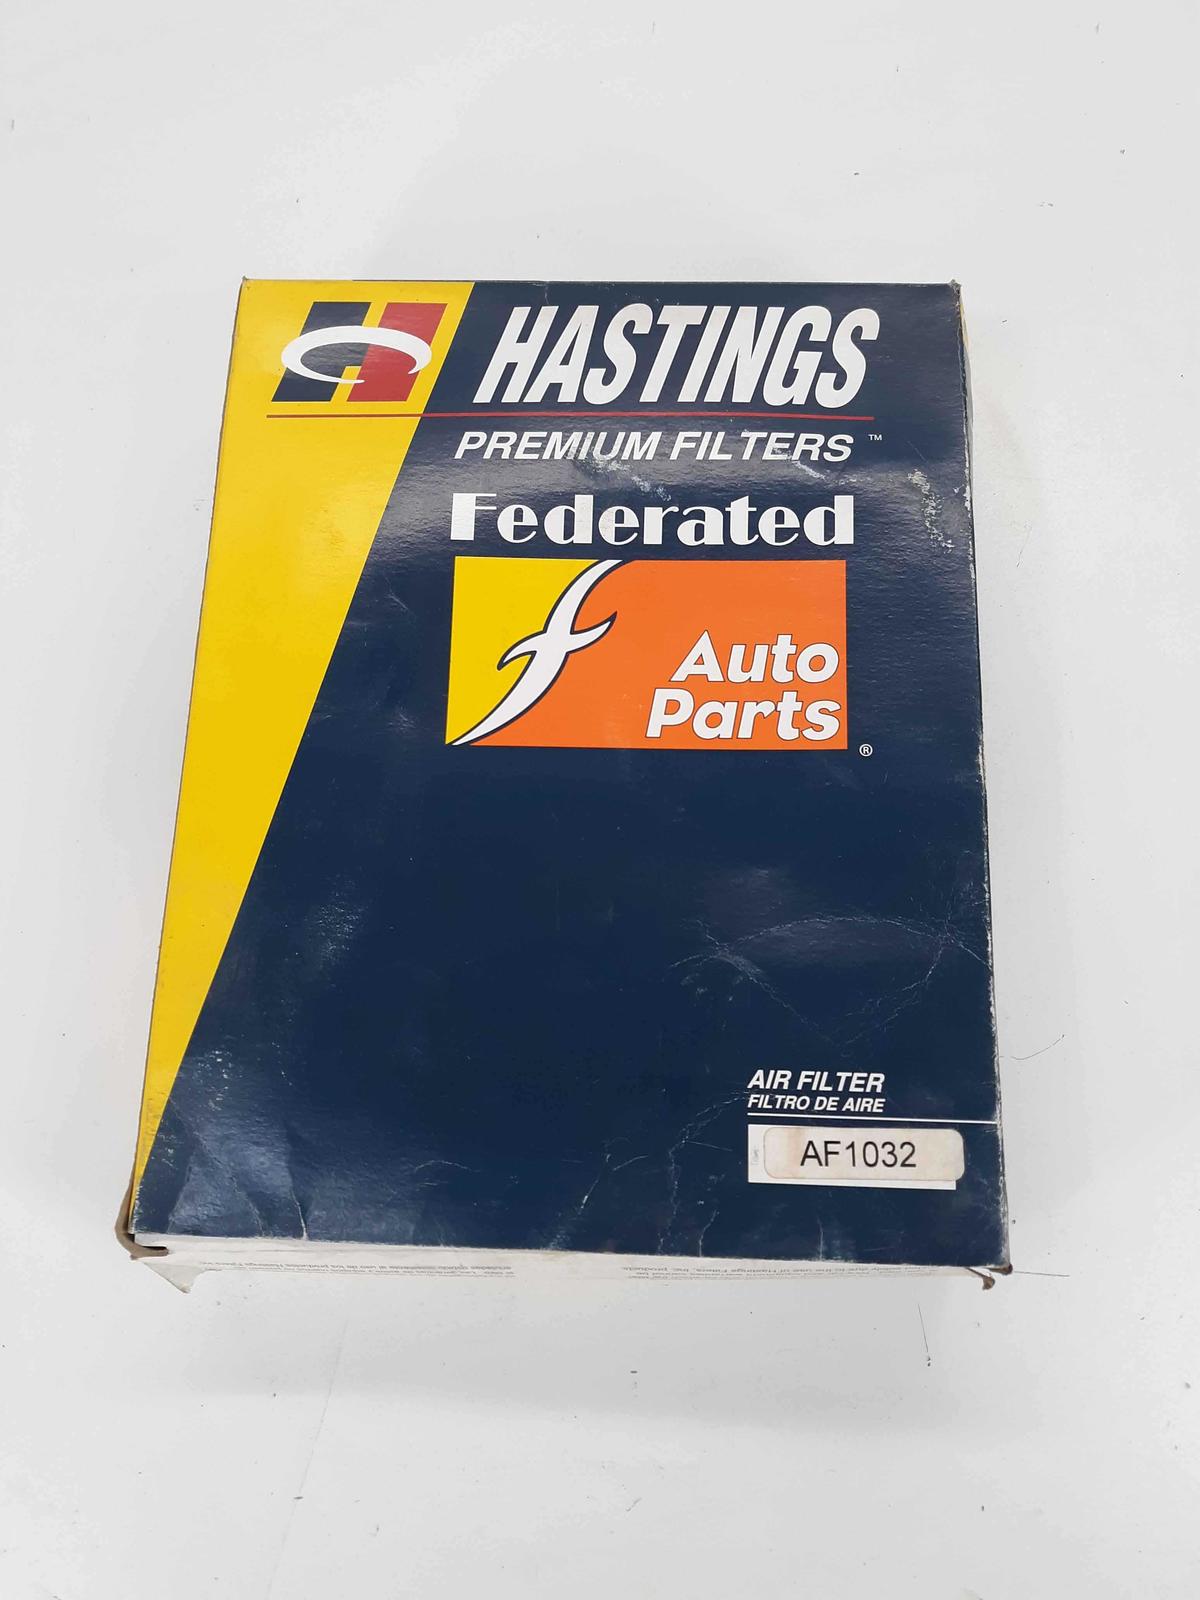 HASTINGS
PREMIUM FILTERS™
Federated
Auto
Parts
®
AIR FILTER
FILTRO DE AIRE
AF1032